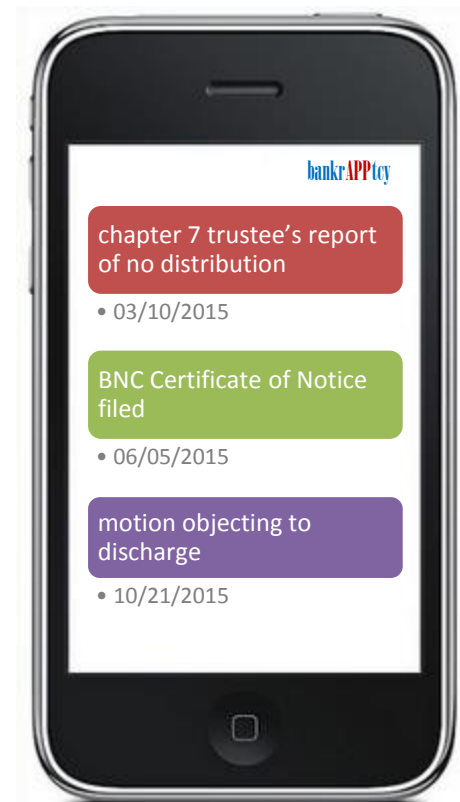 bankrAPPtcy
chapter 7 trustee's report
of no distribution
• 03/10/2015
BNC Certificate of Notice
filed
• 06/05/2015
motion objecting to
discharge
• 10/21/2015